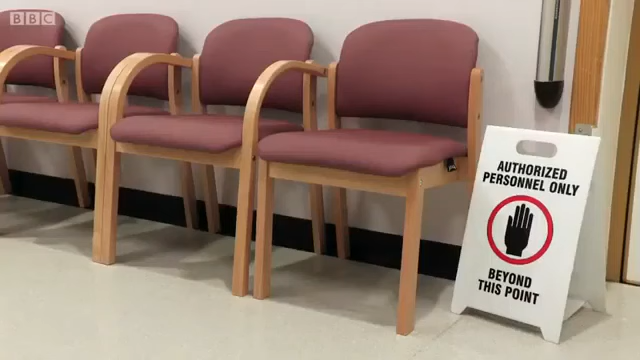 BBC
AUTHORIZED
PERSONNEL ONLY
BEYOND
THIS POINT